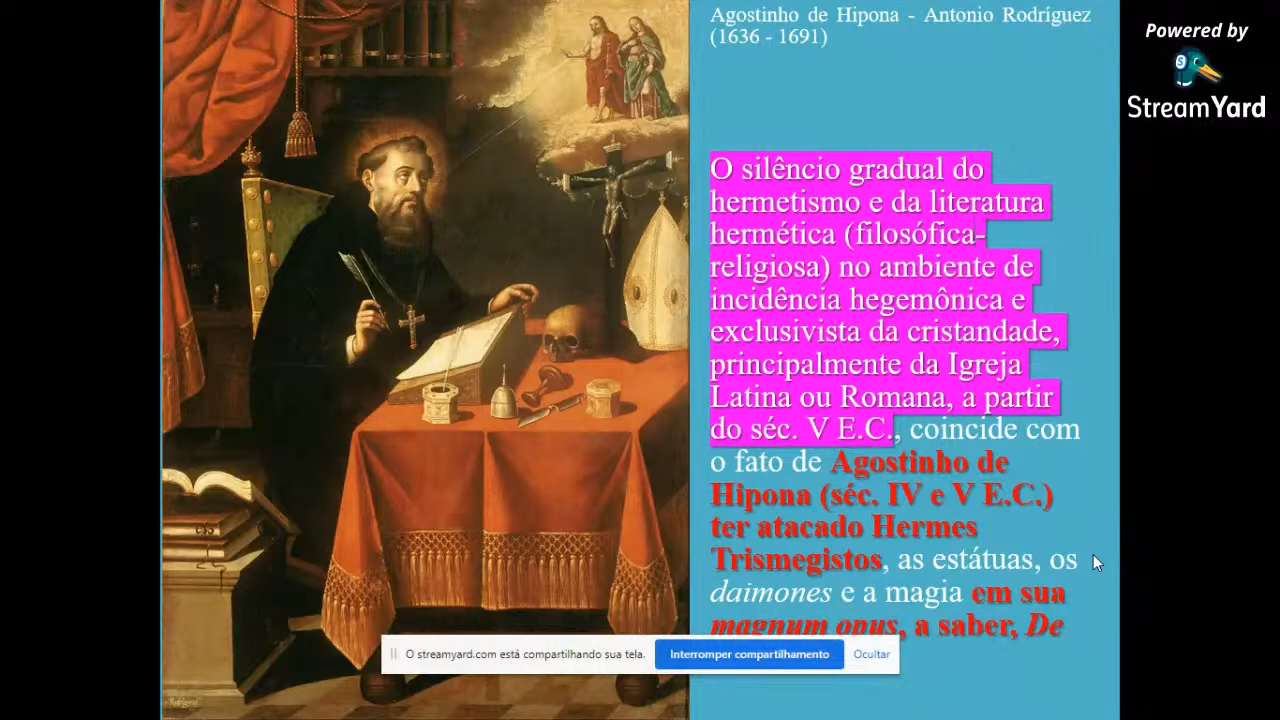 Agostinho de Hipona - Antonio Rodríguez
(1636 - 1691)
Powered by
StreamYard
O silêncio gradual do
hermetismo e da literatura
hermética (filosófica-
religiosa) no ambiente de
incidência hegemônica e
exclusivista da cristandade,
principalmente da Igreja
Latina ou Romana, a partir
do séc. V E.C., coincide com
o fato de Agostinho de
Hipona (séc. IV e V E.C.)
ter atacado Hermes
Trismegistos, as estátuas, os
daimones e a magia em sua
magnum opus, a saber, De
O streamyard.com está compartilhando sua tela.
Interromper compartilhamento
Ocultar